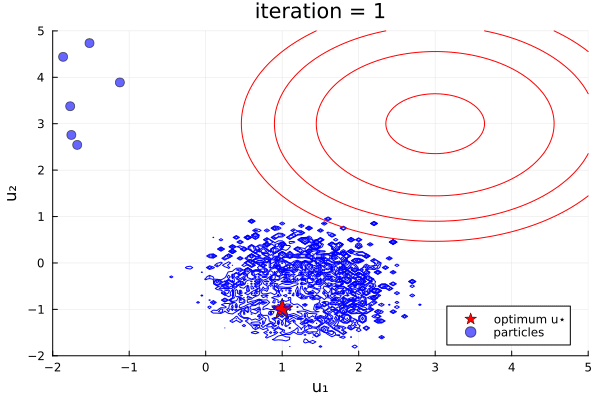 iteration = 1
5
4
3
2
1
0
−1
−2
u₂
−2 −1 0 1 2 3 4 5
u₁
optimum u⋆
particles